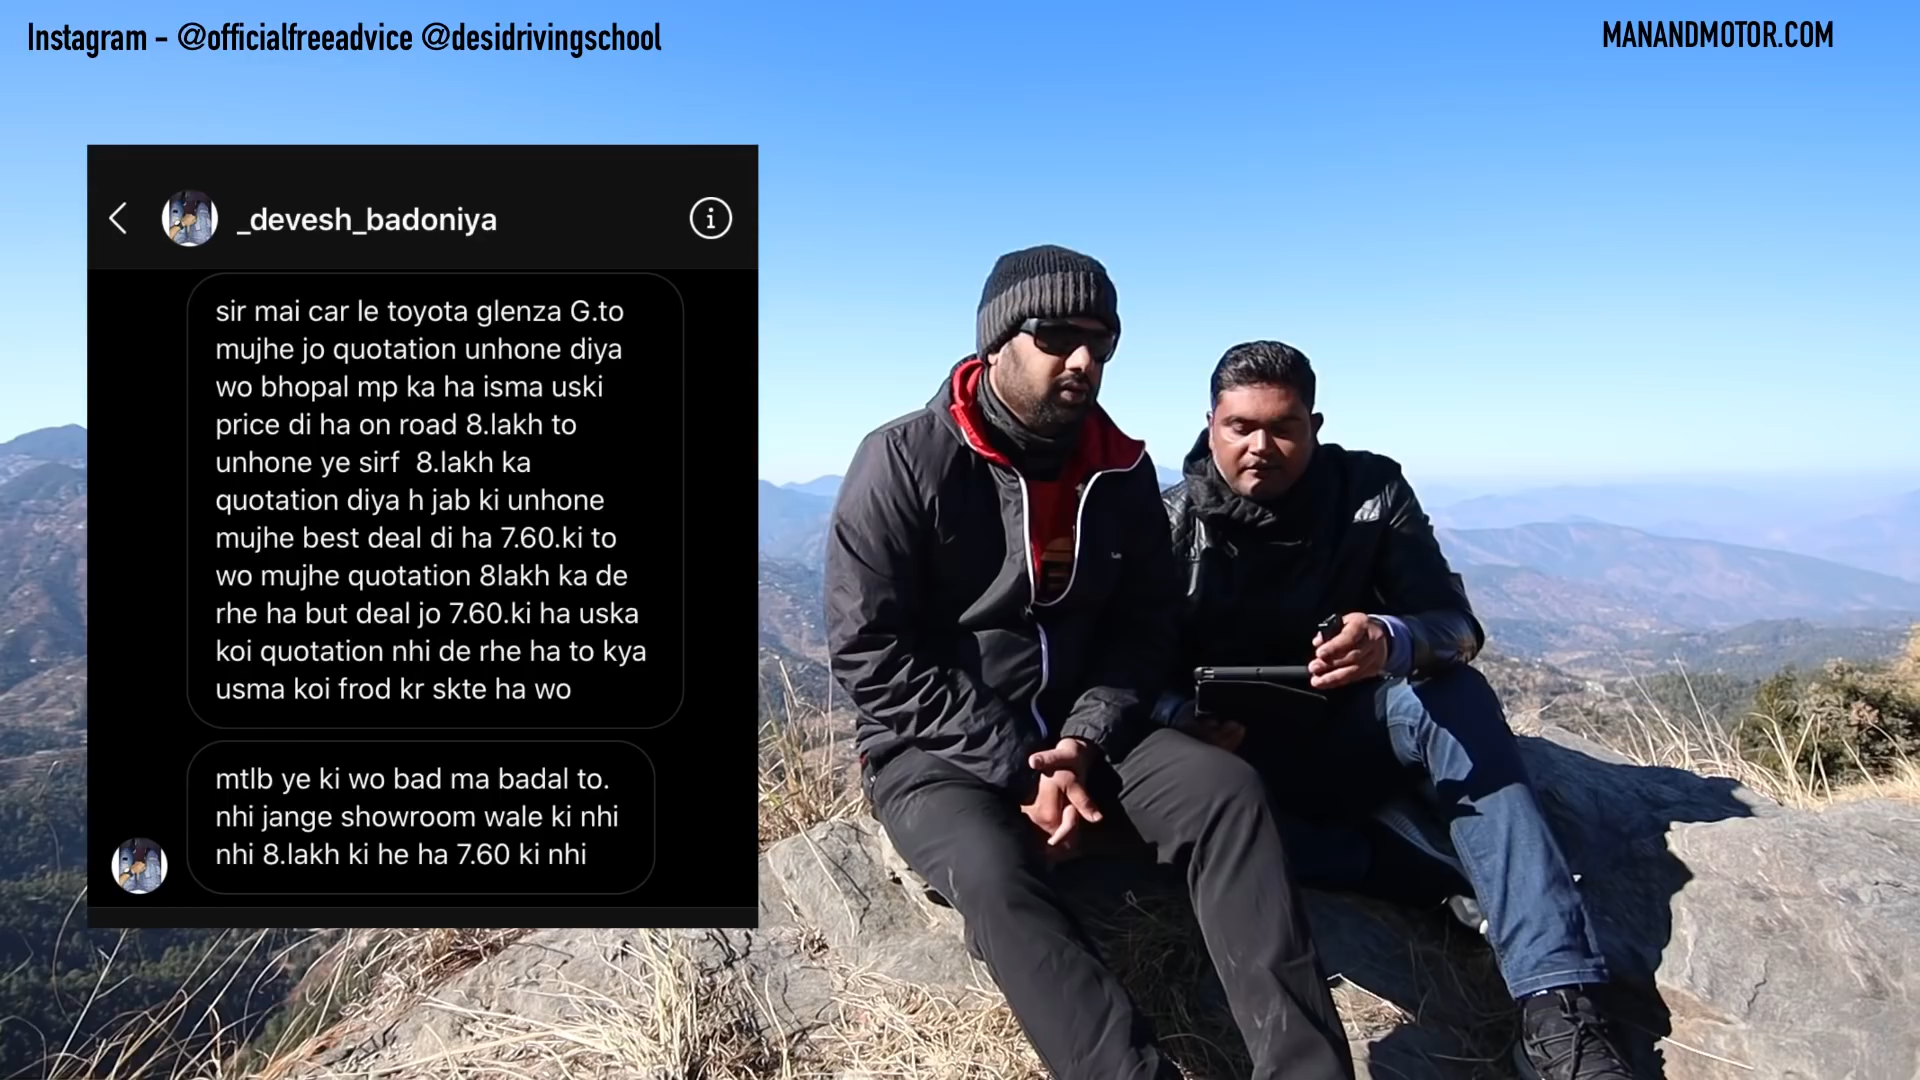 Instagram - @officialfreeadvice @desidrivingschool
MANANDMOTOR.COM
_devesh_badoniya
sir mai car le toyota glenza G.to
mujhe jo quotation unhone diya
wo bhopal mp ka ha isma uski
price di ha on road 8.lakh to
unhone ye sirf 8.lakh ka
quotation diya h jab ki unhone
mujhe best deal di ha 7.60.ki to
wo mujhe quotation 8lakh ka de
rhe ha but deal jo 7.60.ki ha uska
koi quotation nhi de rhe ha to kya
usma koi frod kr skte ha wo
mtlb ye ki wo bad ma badal to.
nhi jange showroom wale ki nhi
nhi 8.lakh ki he ha 7.60 ki nhi